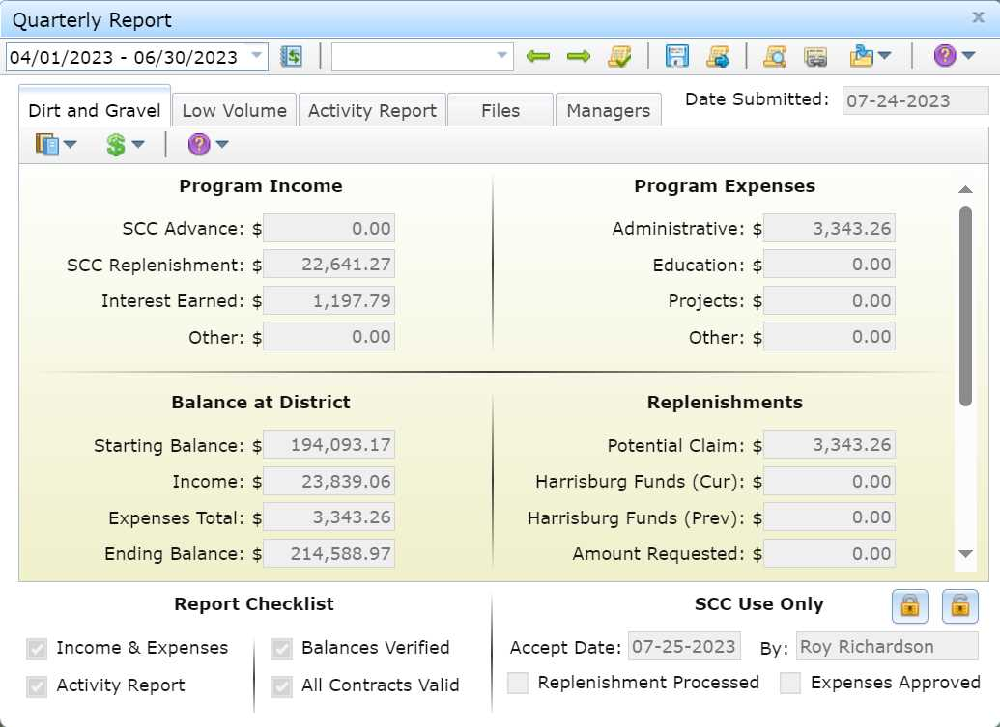 Quarterly Report
04/01/2023 - 06/30/2023
Dirt and Gravel Low Volume Activity Report Files Managers Date Submitted: 07-24-2023
Program Income
SCC Advance: $ 0.00
SCC Replenishment: $ 22,641.27
Interest Earned: $ 1,197.79
Other: $ 0.00
Program Expenses
Administrative: $ 3,343.26
Education: $ 0.00
Projects: $ 0.00
Other: $ 0.00
Balance at District
Starting Balance: $ 194,093.17
Income: $ 23,839.06
Expenses Total: $ 3,343.26
Ending Balance: $ 214,588.97
Replenishments
Potential Claim: $ 3,343.26
Harrisburg Funds (Cur): $ 0.00
Harrisburg Funds (Prev): $ 0.00
Amount Requested: $ 0.00
Report Checklist
Income & Expenses Balances Verified
Activity Report All Contracts Valid
SCC Use Only
Accept Date: 07-25-2023 By: Roy Richardson
Replenishment Processed Expenses Approved